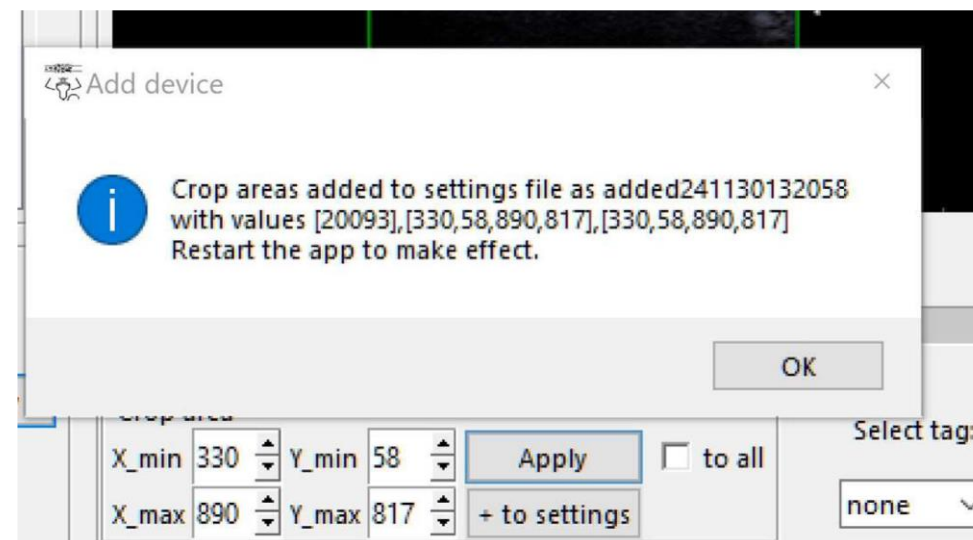 Add device
Crop areas added to settings file as added241130132058
with values [20093],[330,58,890,817],[330,58,890,817]
Restart the app to make effect.
OK
Crop area
X_min 330 Y_min 58 Apply to all
X_max 890 Y_max 817 + to settings
Select tag:
none